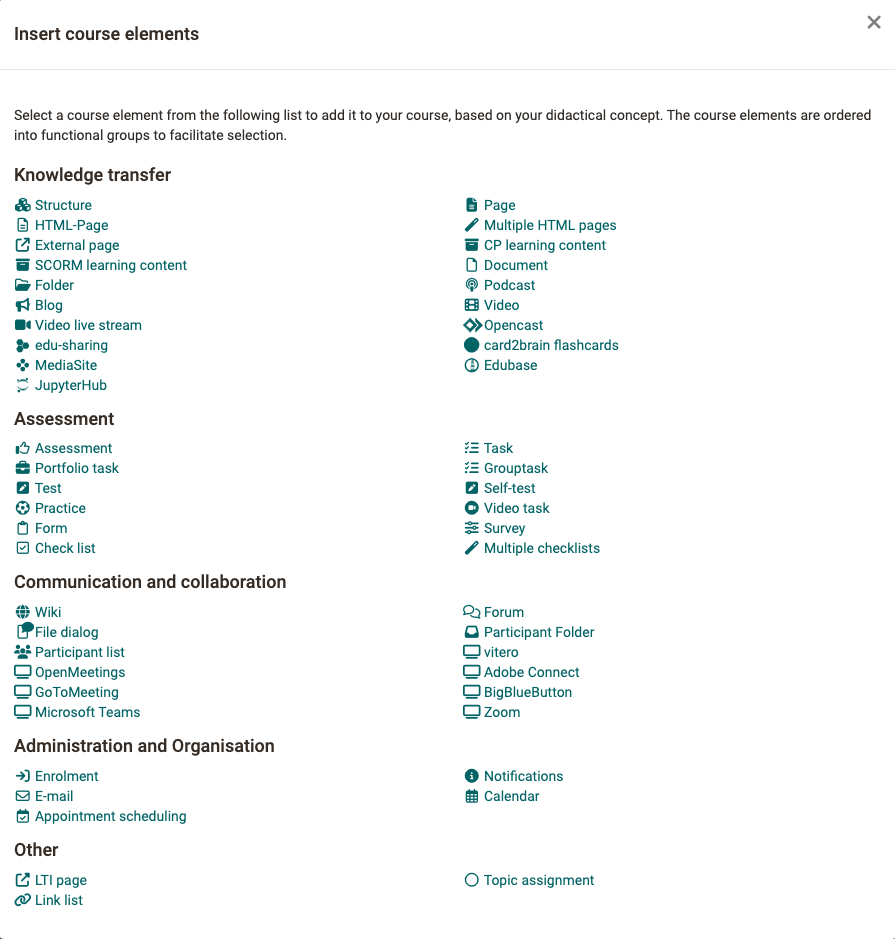 Insert course elements
Select a course element from the following list to add it to your course, based on your didactical concept. The course elements are ordered
into functional groups to facilitate selection.
Knowledge transfer
Structure
Page
HTML-Page
Multiple HTML pages
External page
CP learning content
SCORM learning content
Document
Folder
Podcast
Blog
Video
Video live stream
Opencast
edu-sharing
card2brain flashcards
MediaSite
Edubase
JupyterHub
Assessment
Assessment
Task
Portfolio task
Grouptask
Test
Self-test
Practice
Video task
Form
Survey
Check list
Multiple checklists
Communication and collaboration
Wiki
Forum
File dialog
Participant Folder
Participant list
vitero
OpenMeetings
Adobe Connect
GoToMeeting
BigBlueButton
Microsoft Teams
Zoom
Administration and Organisation
Enrolment
Notifications
E-mail
Calendar
Appointment scheduling
Other
LTI page
Topic assignment
Link list